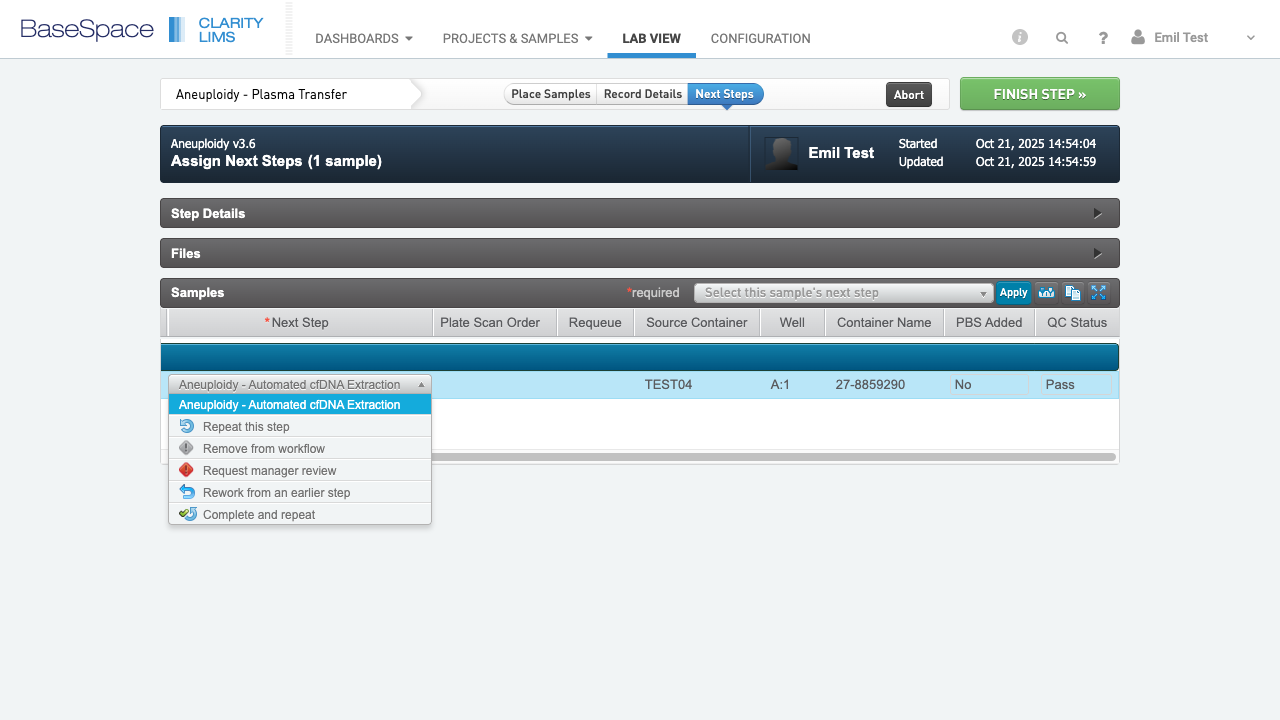 BaseSpace CLARITY LIMS
DASHBOARDS PROJECTS & SAMPLES LAB VIEW CONFIGURATION Emil Test
Aneuploidy - Plasma Transfer Place Samples Record Details Next Steps Abort FINISH STEP »
Aneuploidy v3.6
Assign Next Steps (1 sample)
Emil Test
Started Oct 21, 2025 14:54:04
Updated Oct 21, 2025 14:54:59
Step Details
Files
Samples *required Select this sample's next step Apply
*Next Step Plate Scan Order Requeue Source Container Well Container Name PBS Added QC Status
Aneuploidy - Automated cfDNA Extraction TEST04 A:1 27-8859290 No Pass
Aneuploidy - Automated cfDNA Extraction
Repeat this step
Remove from workflow
Request manager review
Rework from an earlier step
Complete and repeat